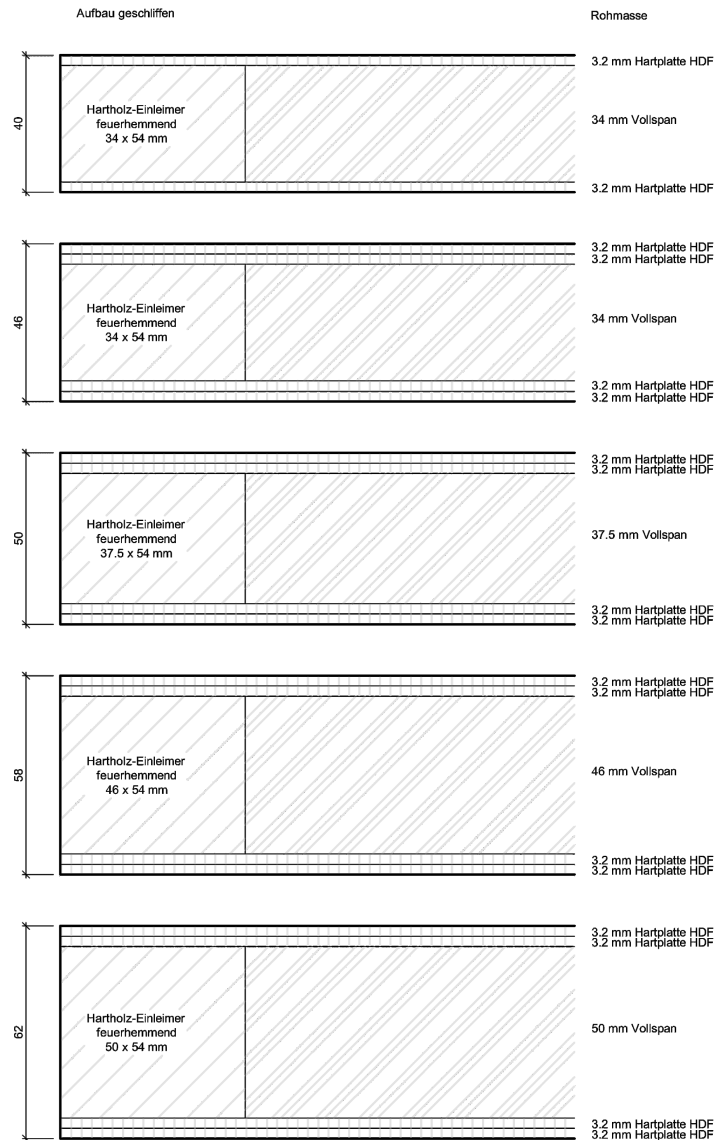 Aufbau geschliffen
Rohmasse
3.2 mm Hartplatte HDF
40
Hartholz-Einleimer
feuerhemmend
34 x 54 mm
34 mm Vollspan
3.2 mm Hartplatte HDF
3.2 mm Hartplatte HDF
3.2 mm Hartplatte HDF
46
Hartholz-Einleimer
feuerhemmend
34 x 54 mm
34 mm Vollspan
3.2 mm Hartplatte HDF
3.2 mm Hartplatte HDF
3.2 mm Hartplatte HDF
3.2 mm Hartplatte HDF
50
Hartholz-Einleimer
feuerhemmend
37.5 x 54 mm
37.5 mm Vollspan
3.2 mm Hartplatte HDF
3.2 mm Hartplatte HDF
3.2 mm Hartplatte HDF
3.2 mm Hartplatte HDF
58
Hartholz-Einleimer
feuerhemmend
46 x 54 mm
46 mm Vollspan
3.2 mm Hartplatte HDF
3.2 mm Hartplatte HDF
3.2 mm Hartplatte HDF
3.2 mm Hartplatte HDF
62
Hartholz-Einleimer
feuerhemmend
50 x 54 mm
50 mm Vollspan
3.2 mm Hartplatte HDF
3.2 mm Hartplatte HDF